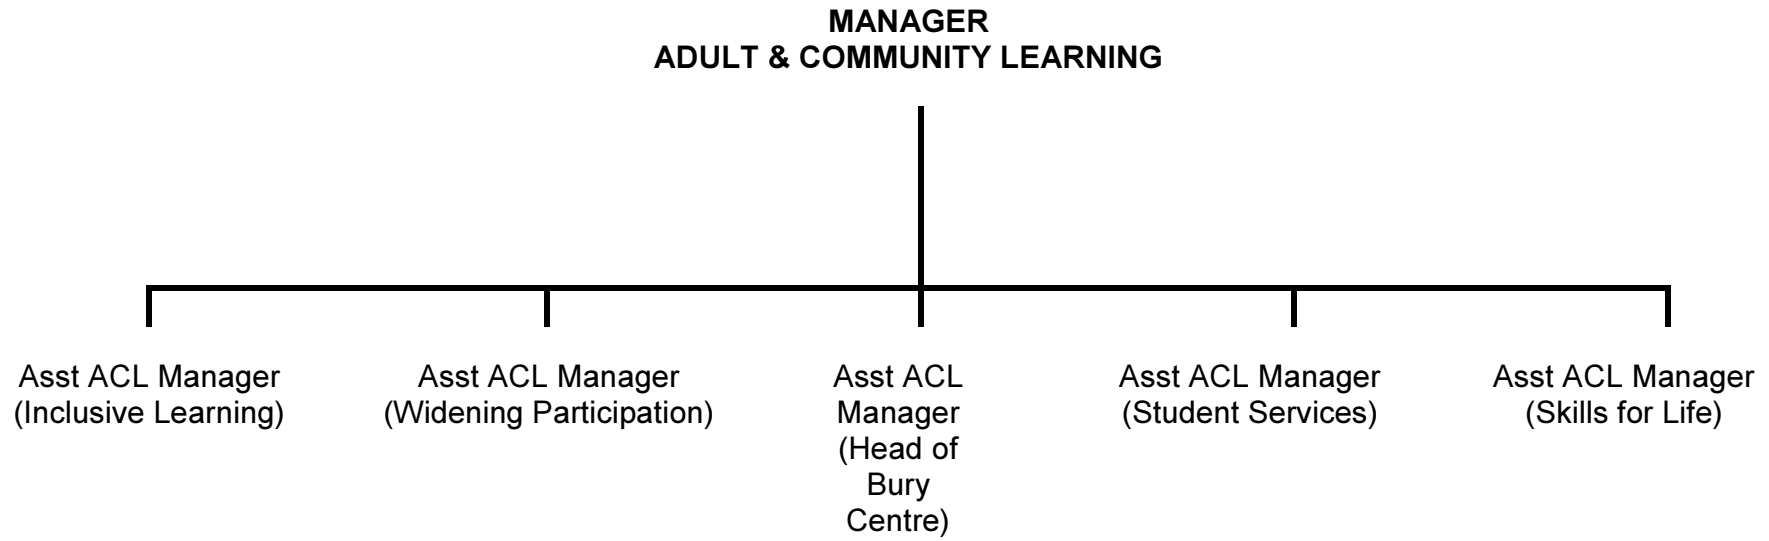 MANAGER
ADULT & COMMUNITY LEARNING
Asst ACL Manager
(Inclusive Learning)
Asst ACL Manager
(Widening Participation)
Asst ACL
Manager
(Head of
Bury
Centre)
Asst ACL Manager
(Student Services)
Asst ACL Manager
(Skills for Life)